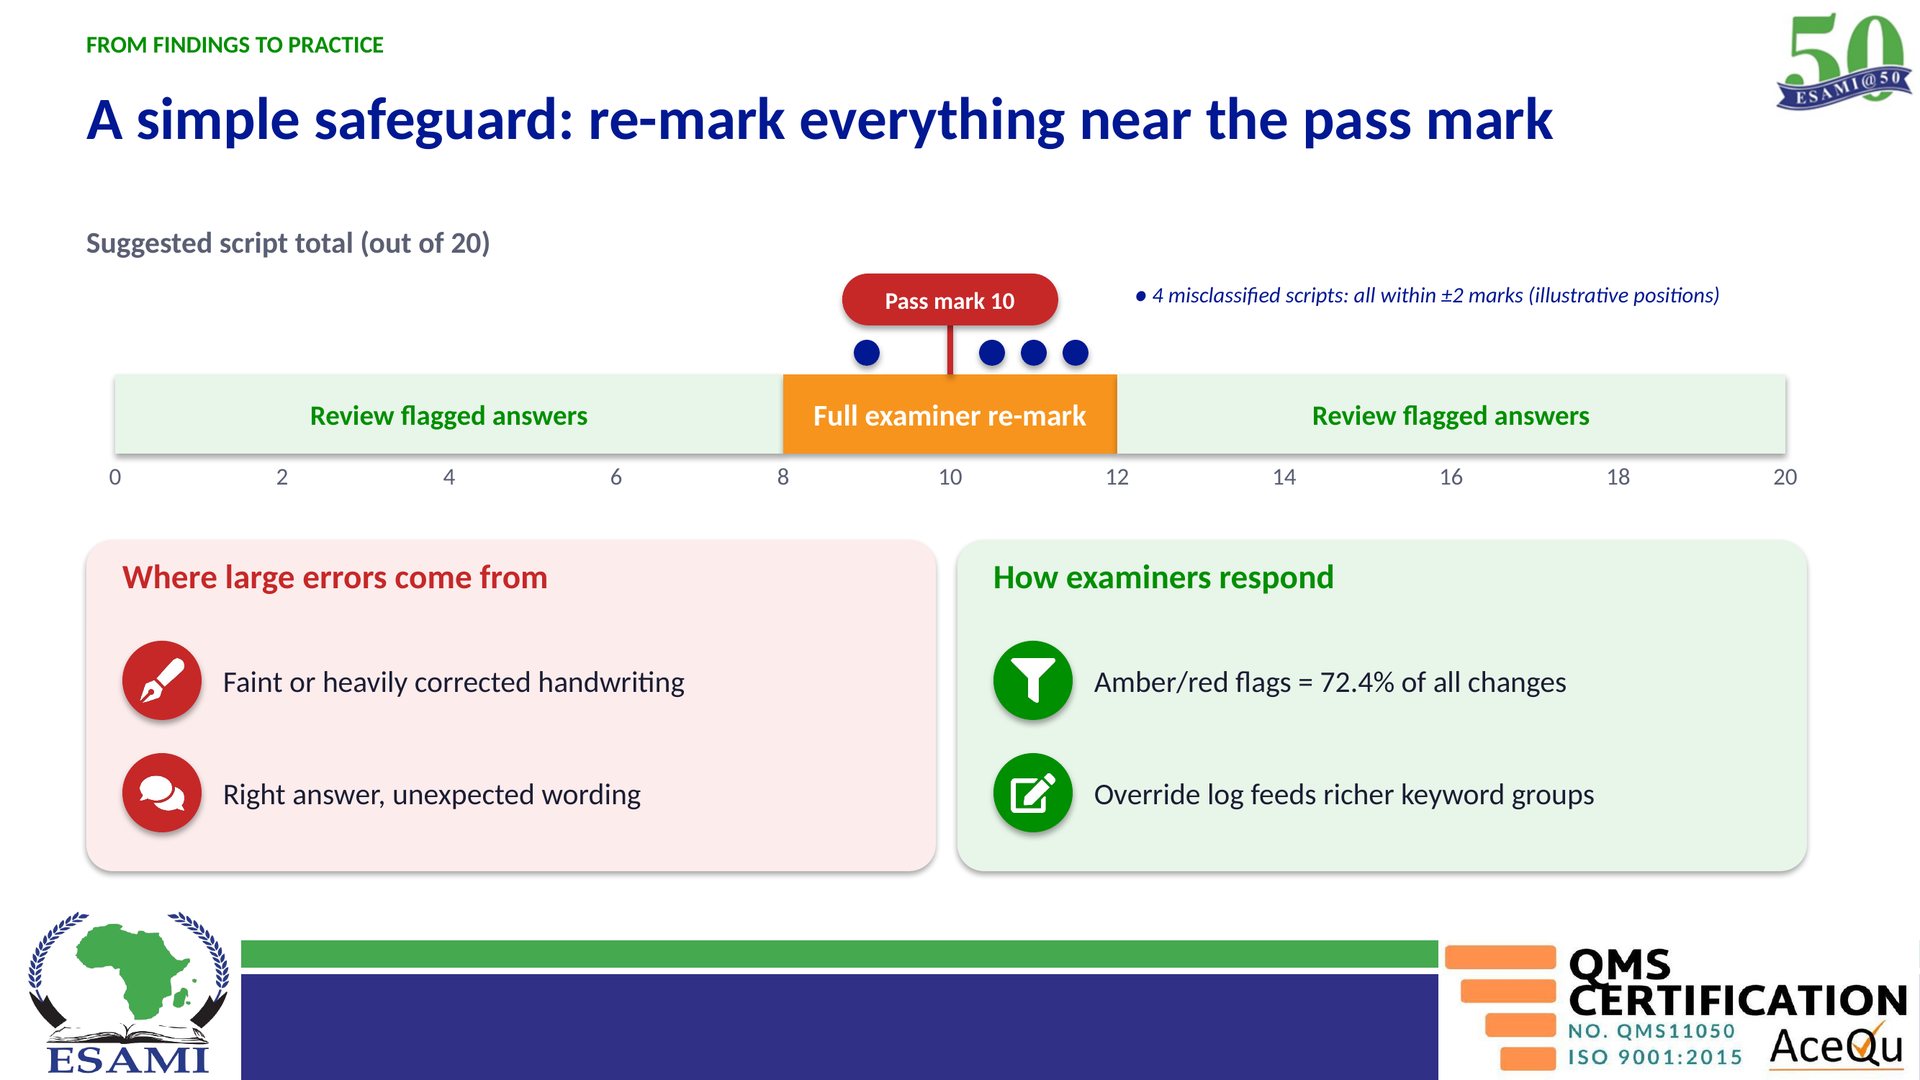 FROM FINDINGS TO PRACTICE
50
ESAMI@50
A simple safeguard: re-mark everything near the pass mark
Suggested script total (out of 20)
Pass mark 10
● 4 misclassified scripts: all within ±2 marks (illustrative positions)
Review flagged answers
Full examiner re-mark
Review flagged answers
0 2 4 6 8 10 12 14 16 18 20
Where large errors come from
Faint or heavily corrected handwriting
Right answer, unexpected wording
How examiners respond
Amber/red flags = 72.4% of all changes
Override log feeds richer keyword groups
ESAMI
QMS
CERTIFICATION
NO. QMS11050
ISO 9001:2015
AceQu